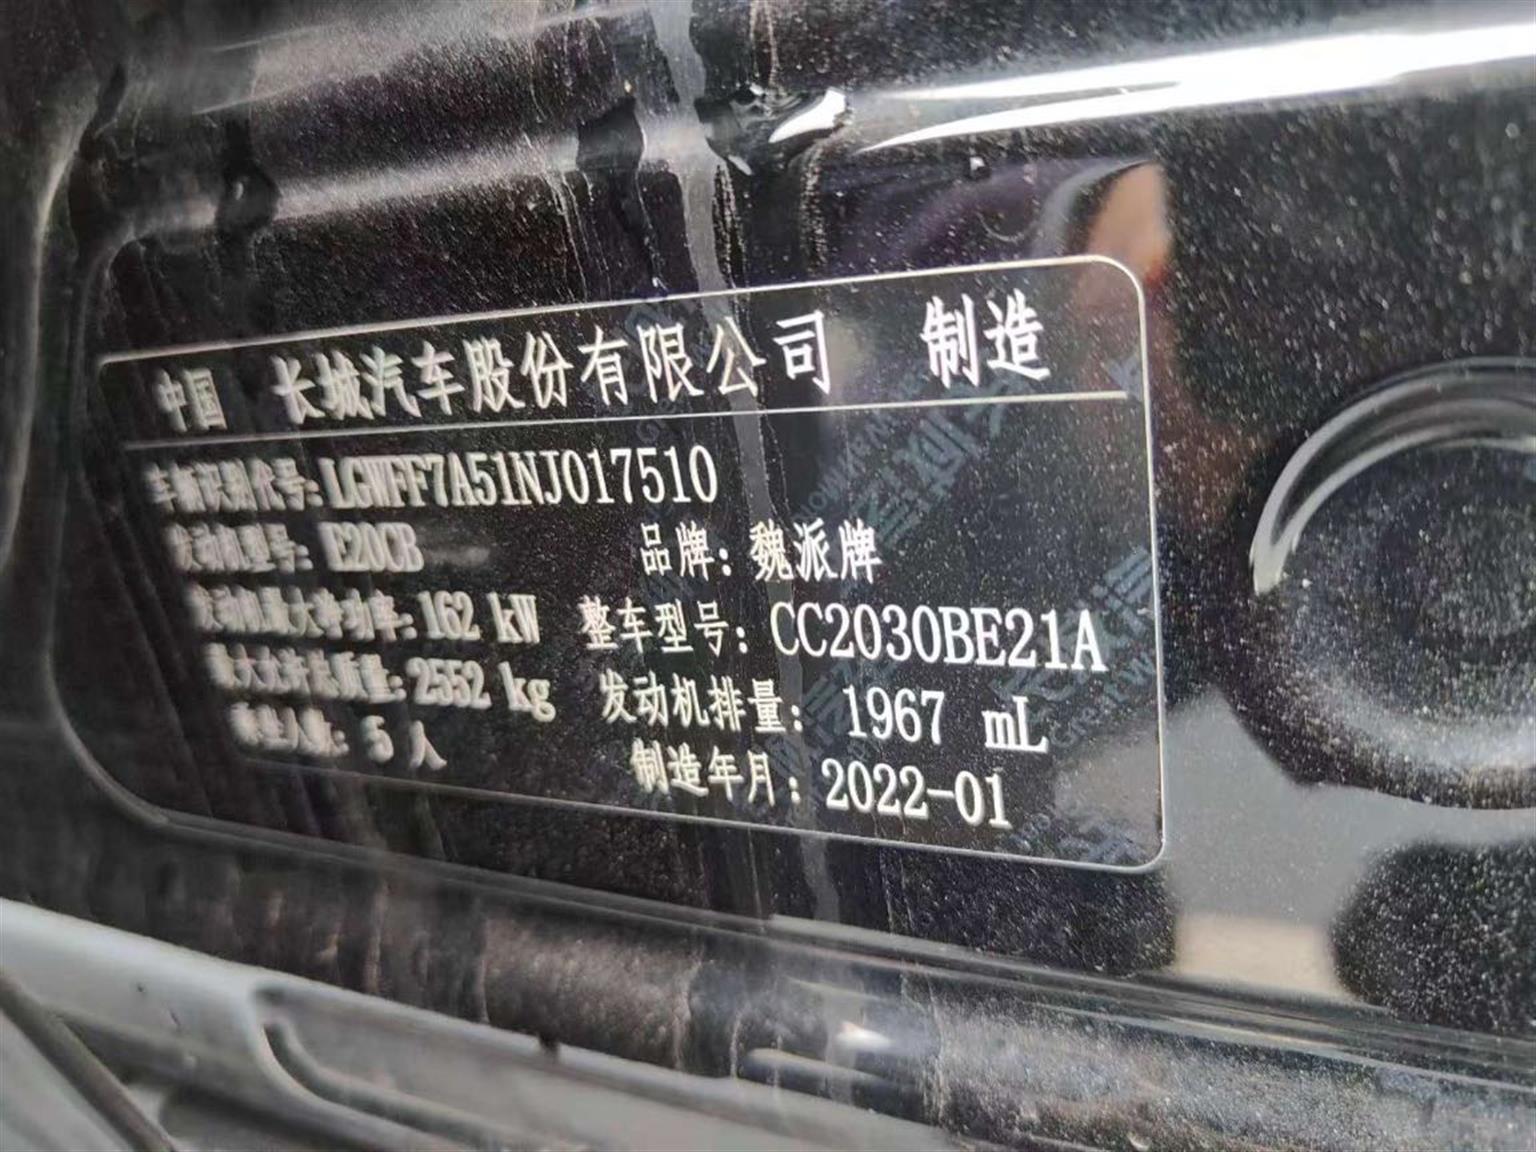 中国 长城汽车股份有限公司 制造
车辆识别代号:LGWFF7A51NJ017510
发动机型号: E20CB 品牌: 魏派牌
发动机最大净功率:162 kW 整车型号: CC2030BE21A
最大允许总质量:2552 kg 发动机排量: 1967 mL
乘坐人数: 5 人 制造年月: 2022-01